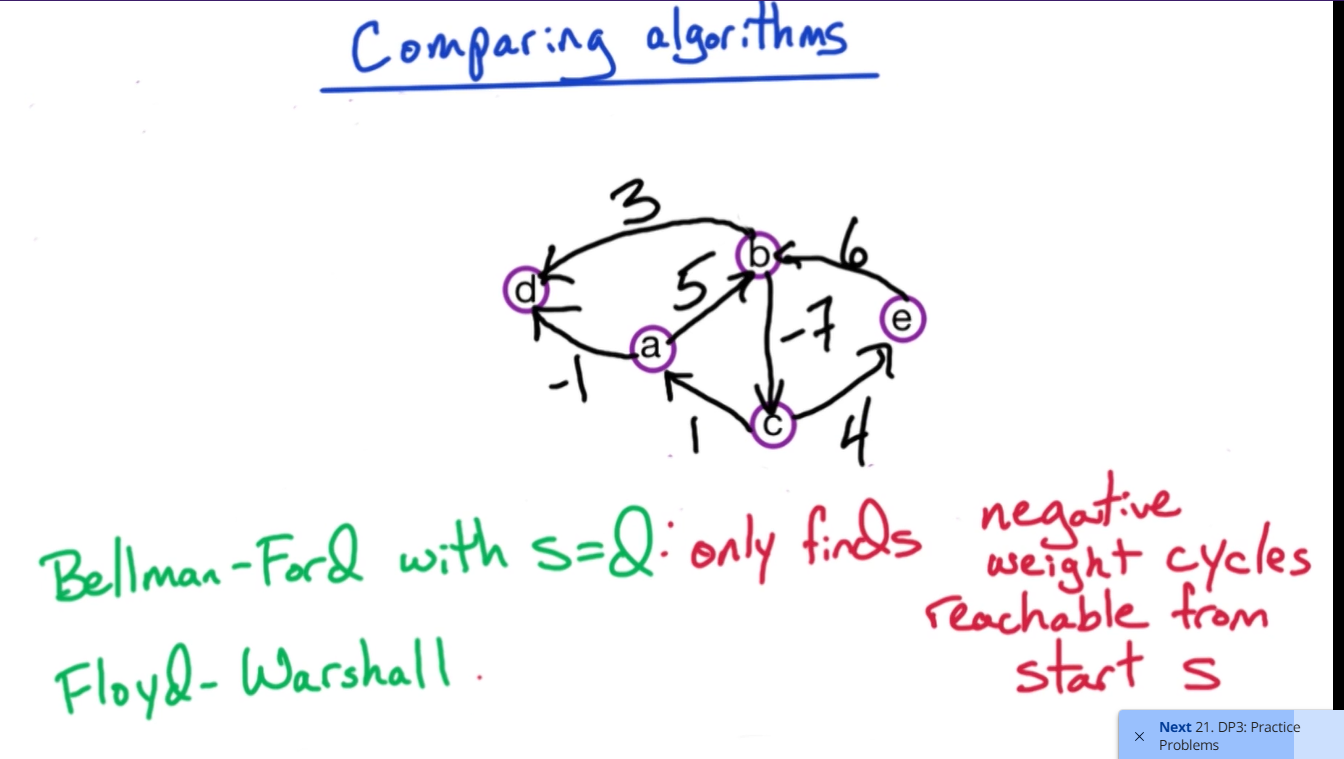 Comparing algorithms
3
b
6
d
5
-7
e
a
-1
1
c
4
Bellman-Ford with s=d: only finds negative
weight cycles
reachable from
start s
Floyd-Warshall.
Next 21. DP3: Practice
Problems